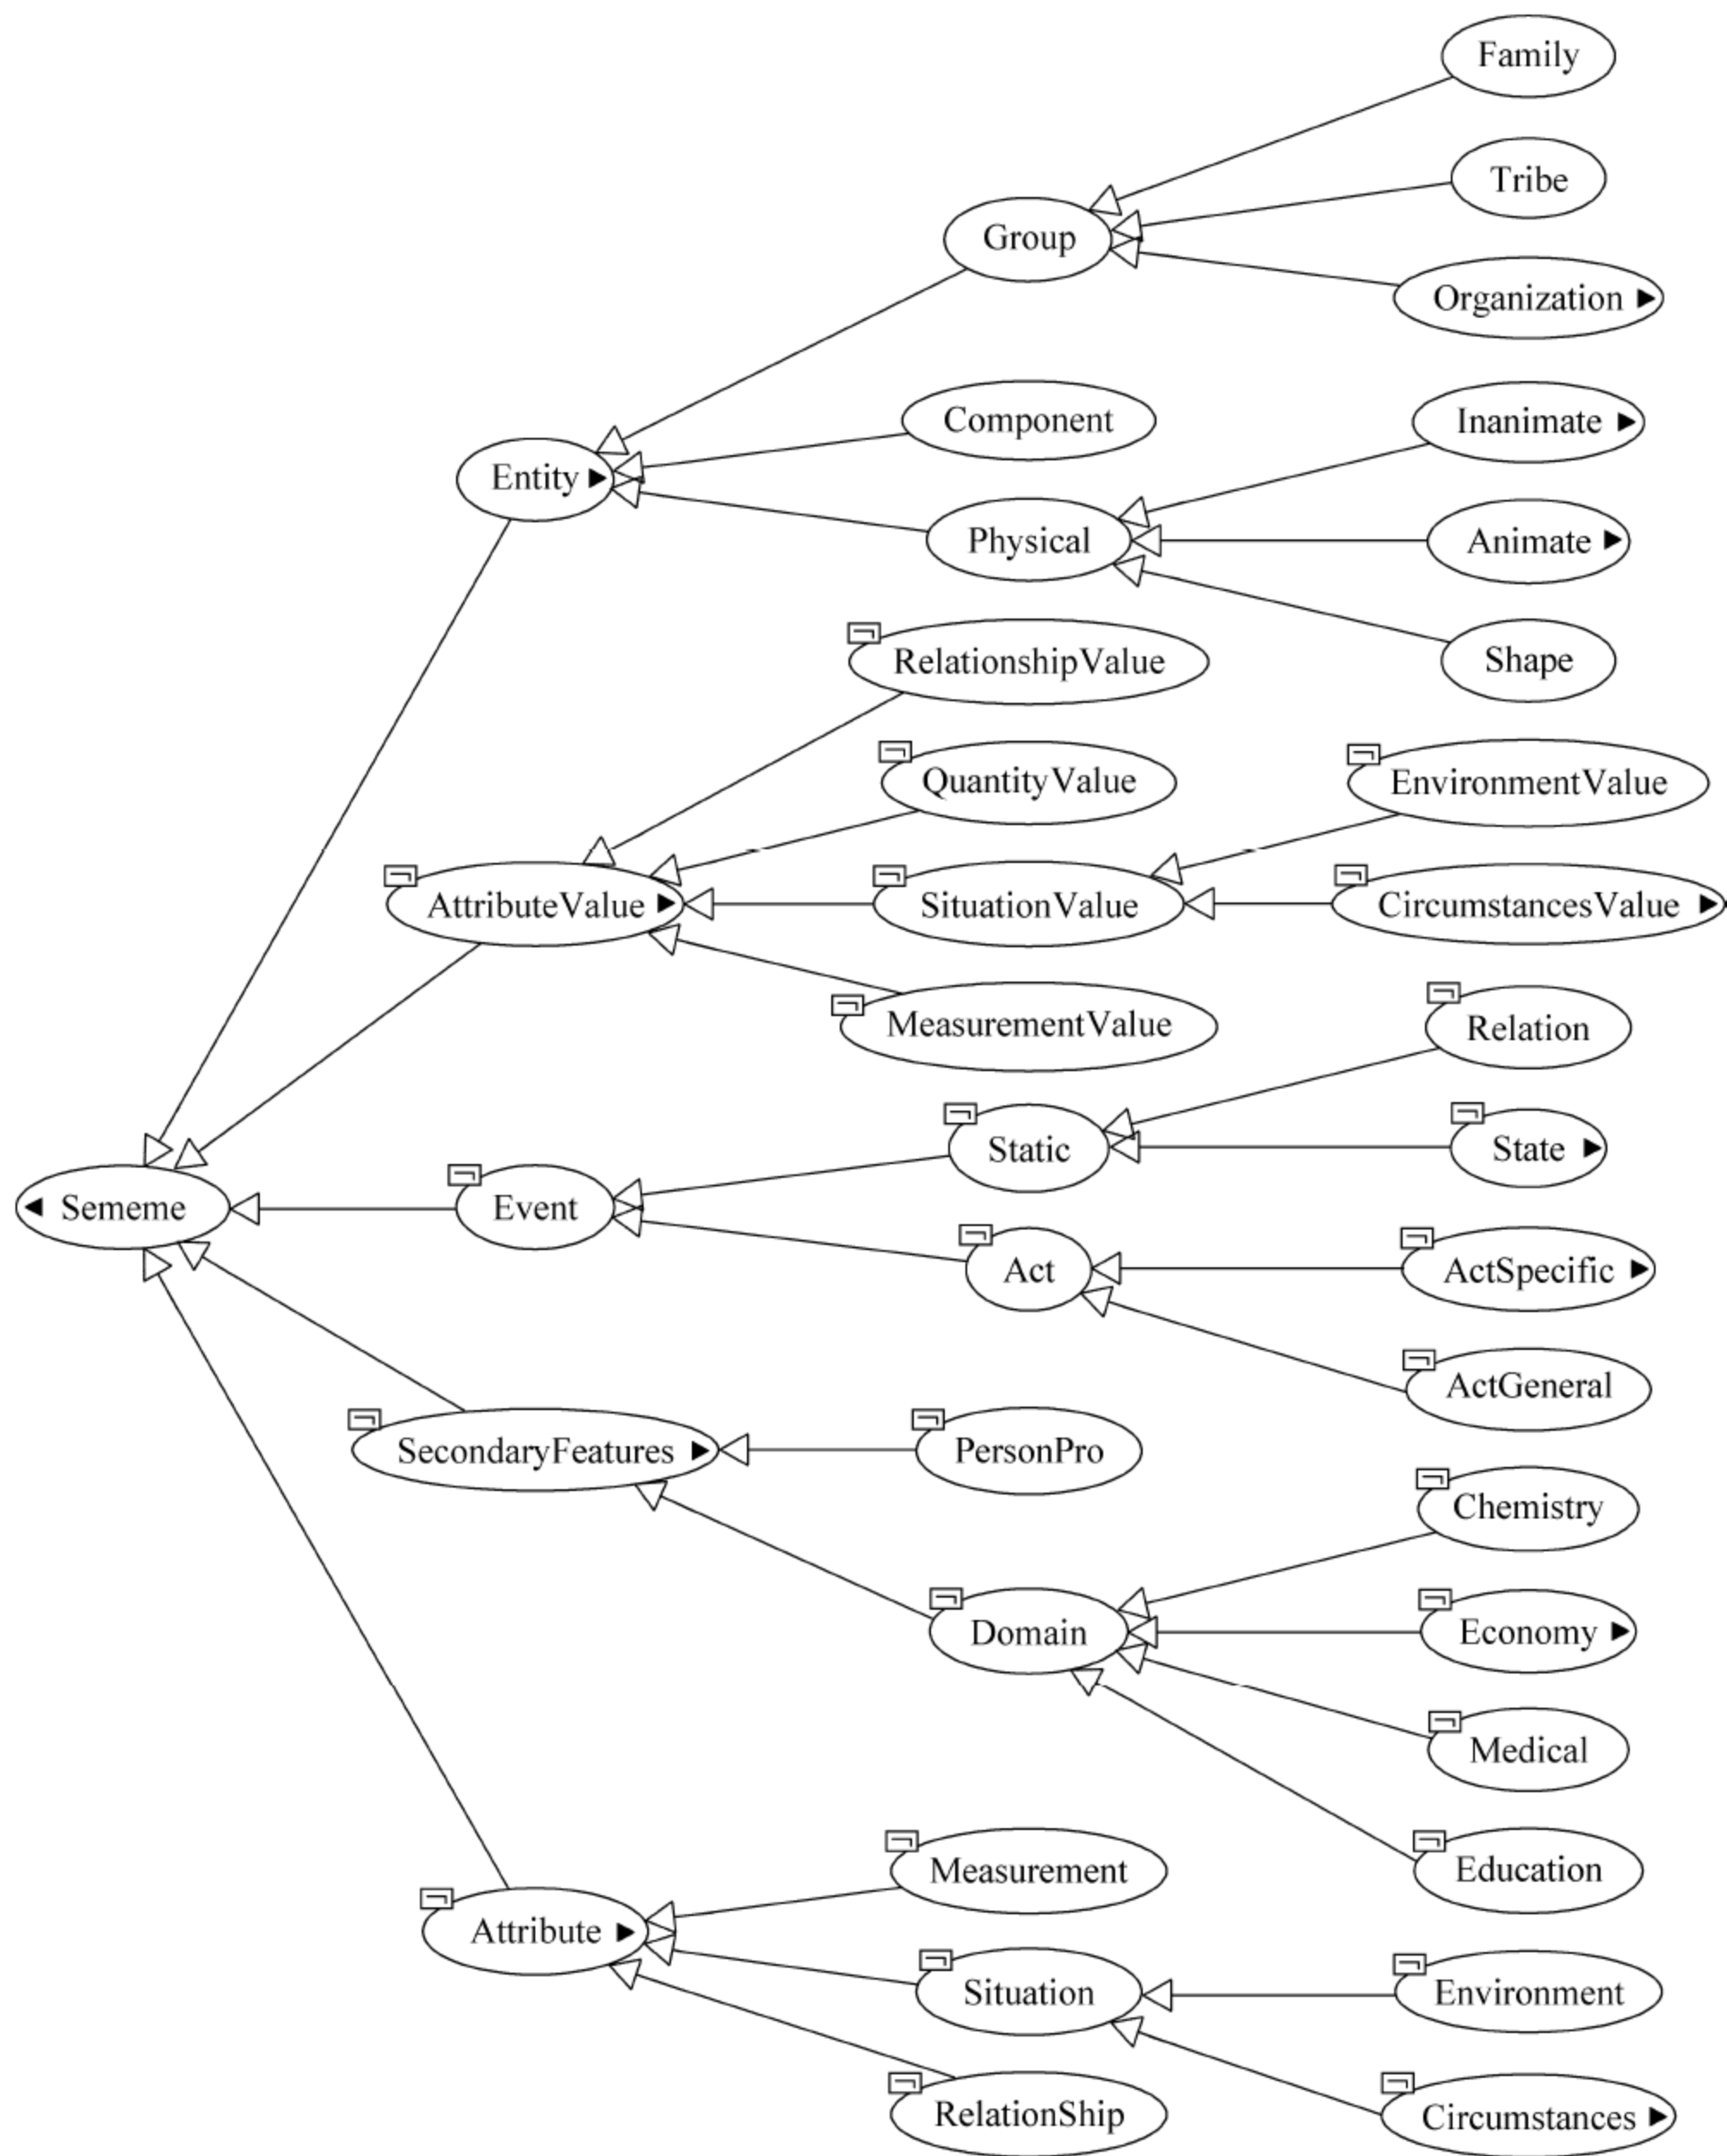 Family
Tribe
Group
Organization
Component
Inanimate
Entity
Physical
Animate
RelationshipValue
Shape
QuantityValue
EnvironmentValue
AttributeValue
SituationValue
CircumstancesValue
MeasurementValue
Relation
Static
State
Sememe
Event
Act
ActSpecific
ActGeneral
SecondaryFeatures
PersonPro
Chemistry
Domain
Economy
Medical
Measurement
Education
Attribute
Situation
Environment
RelationShip
Circumstances